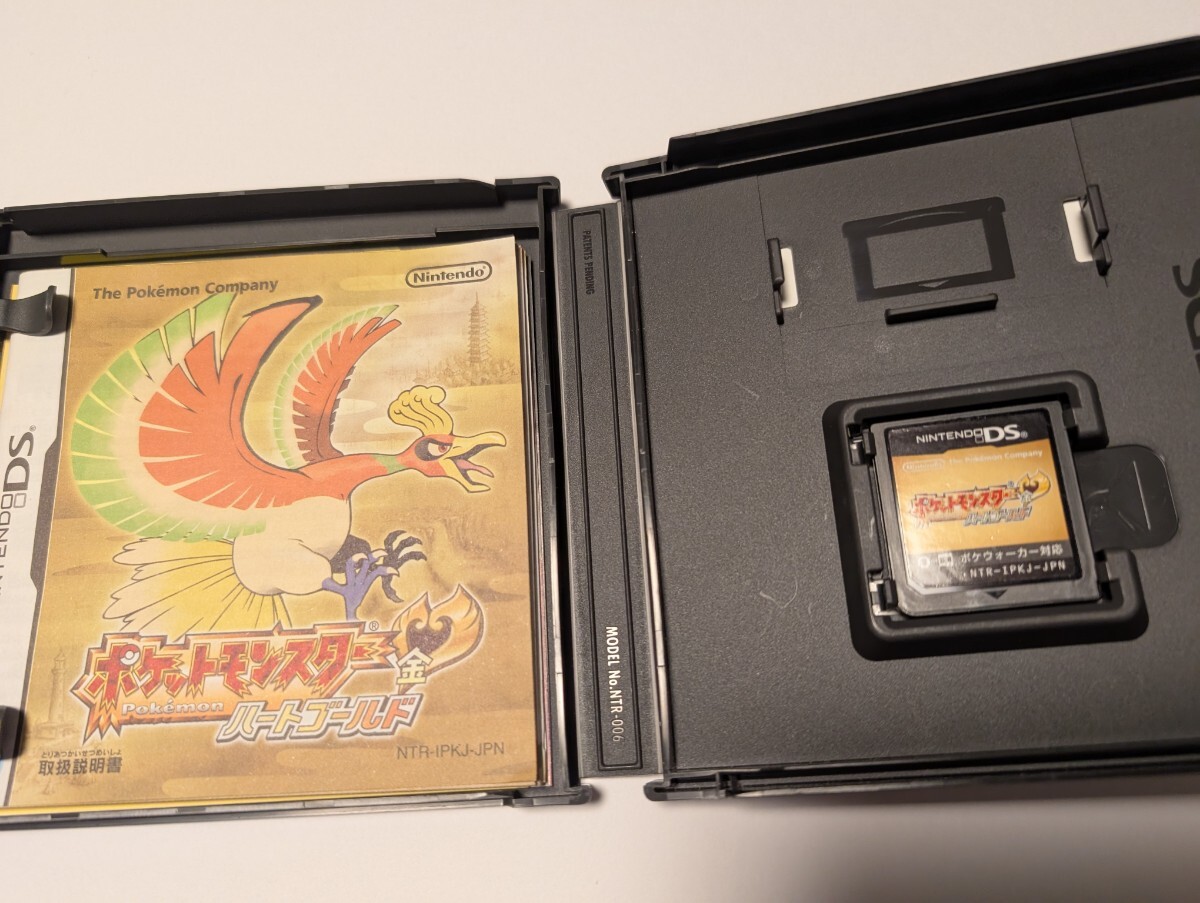 The Pokémon Company
Nintendo
NINTENDO DS
ポケットモンスター
金
Pokémon
ハートゴールド
NTR-IPKJ-JPN
とりあつかいせつめいしょ
取扱説明書
PATENTS PENDING
MODEL No.NTR-006
NINTENDO DS
Nintendo
The Pokémon Company
ポケットモンスター
ハートゴールド
ポケウォーカー対応
NTR-IPKJ-JPN